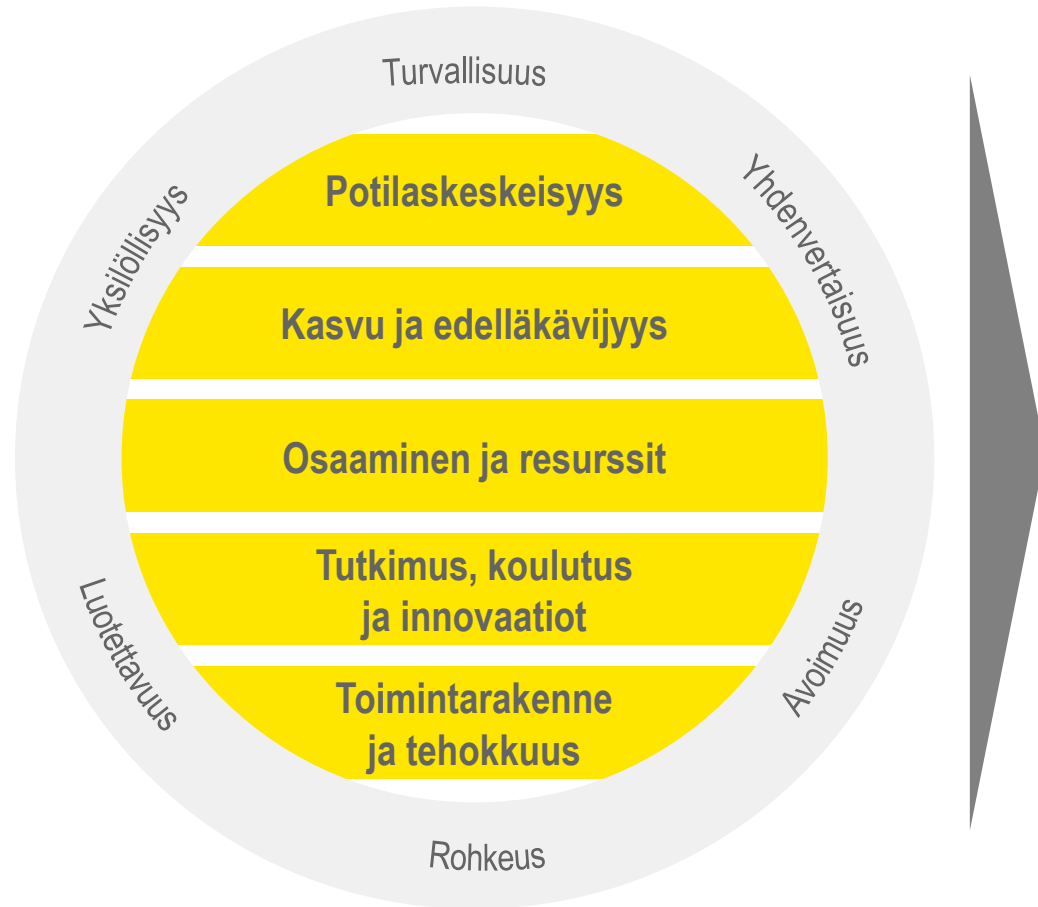 Turvallisuus
Yksilöllisyys
Yhdenvertaisuus
Potilaskeskeisyys
Kasvu ja edelläkävijyys
Osaaminen ja resurssit
Tutkimus, koulutus
ja innovaatiot
Toimintarakenne
ja tehokkuus
Luotettavuus
Avoimuus
Rohkeus